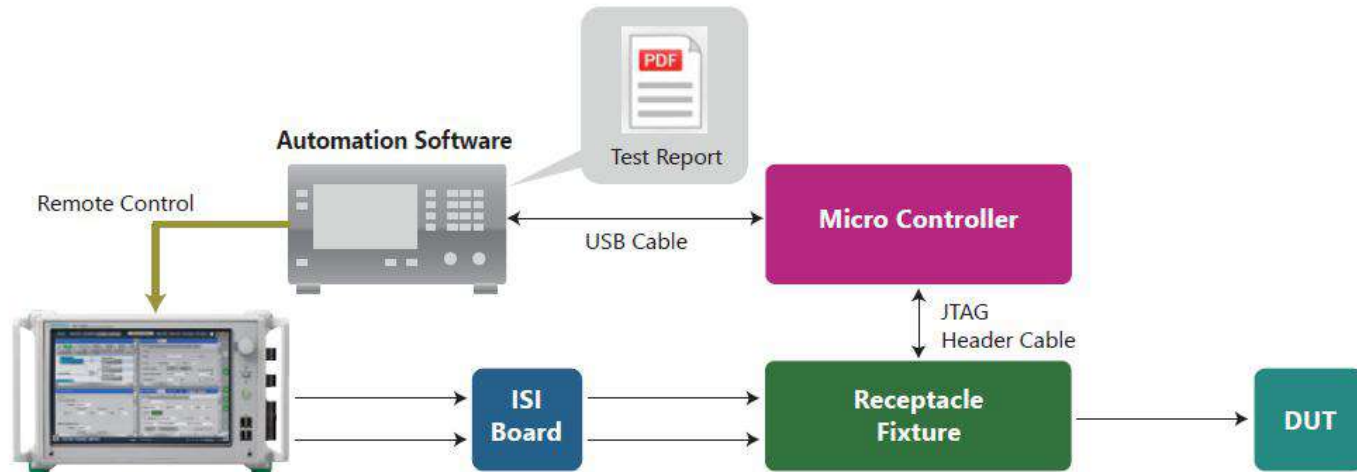 PDF
Test Report
Automation Software
Remote Control
USB Cable
Micro Controller
JTAG
Header Cable
ISI
Board
Receptacle
Fixture
DUT